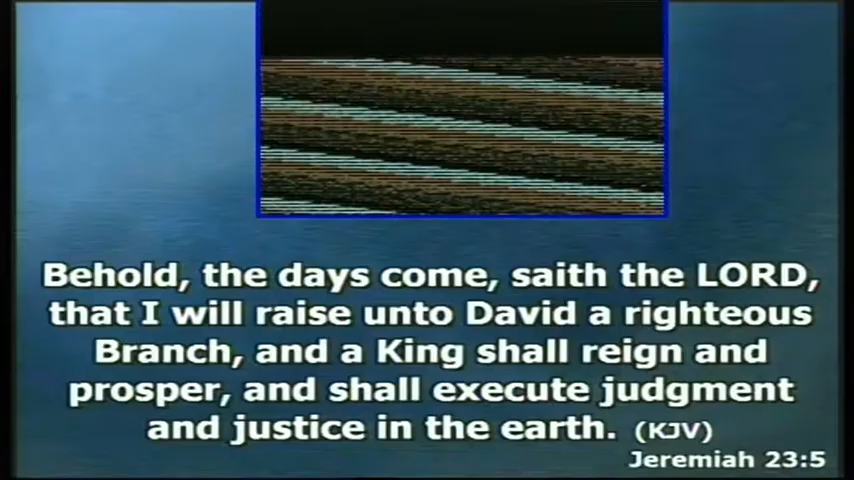 Behold, the days come, saith the LORD,
that I will raise unto David a righteous
Branch, and a King shall reign and
prosper, and shall execute judgment
and justice in the earth. (KJV)
Jeremiah 23:5